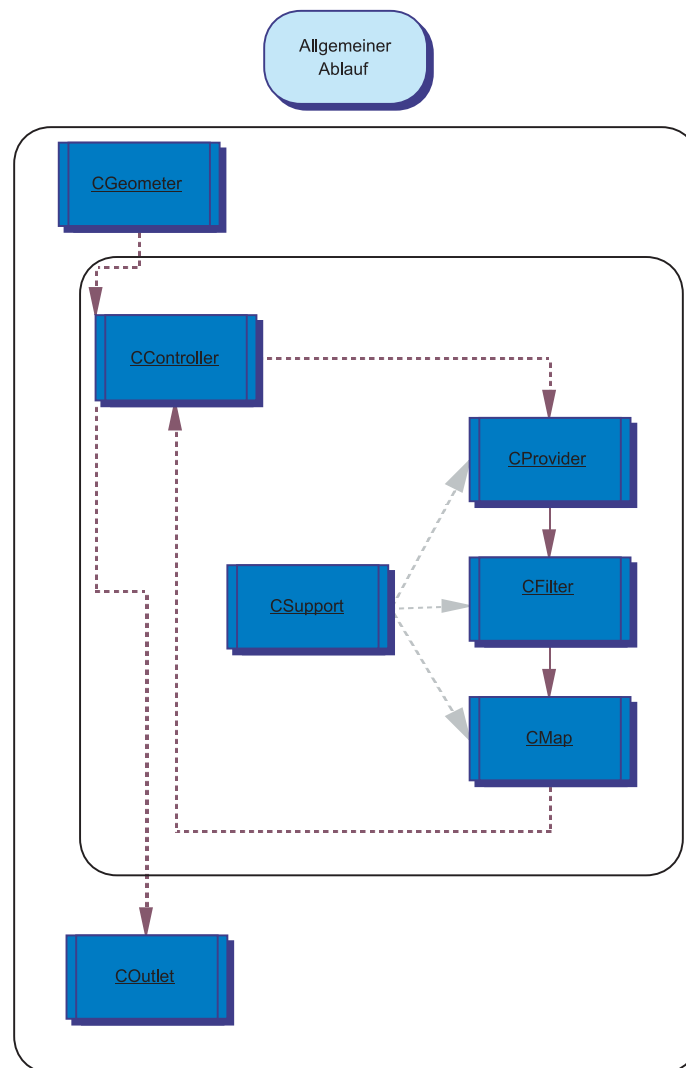 Allgemeiner
Ablauf
CGeometer
CController
CProvider
CFilter
CSupport
CMap
COutlet